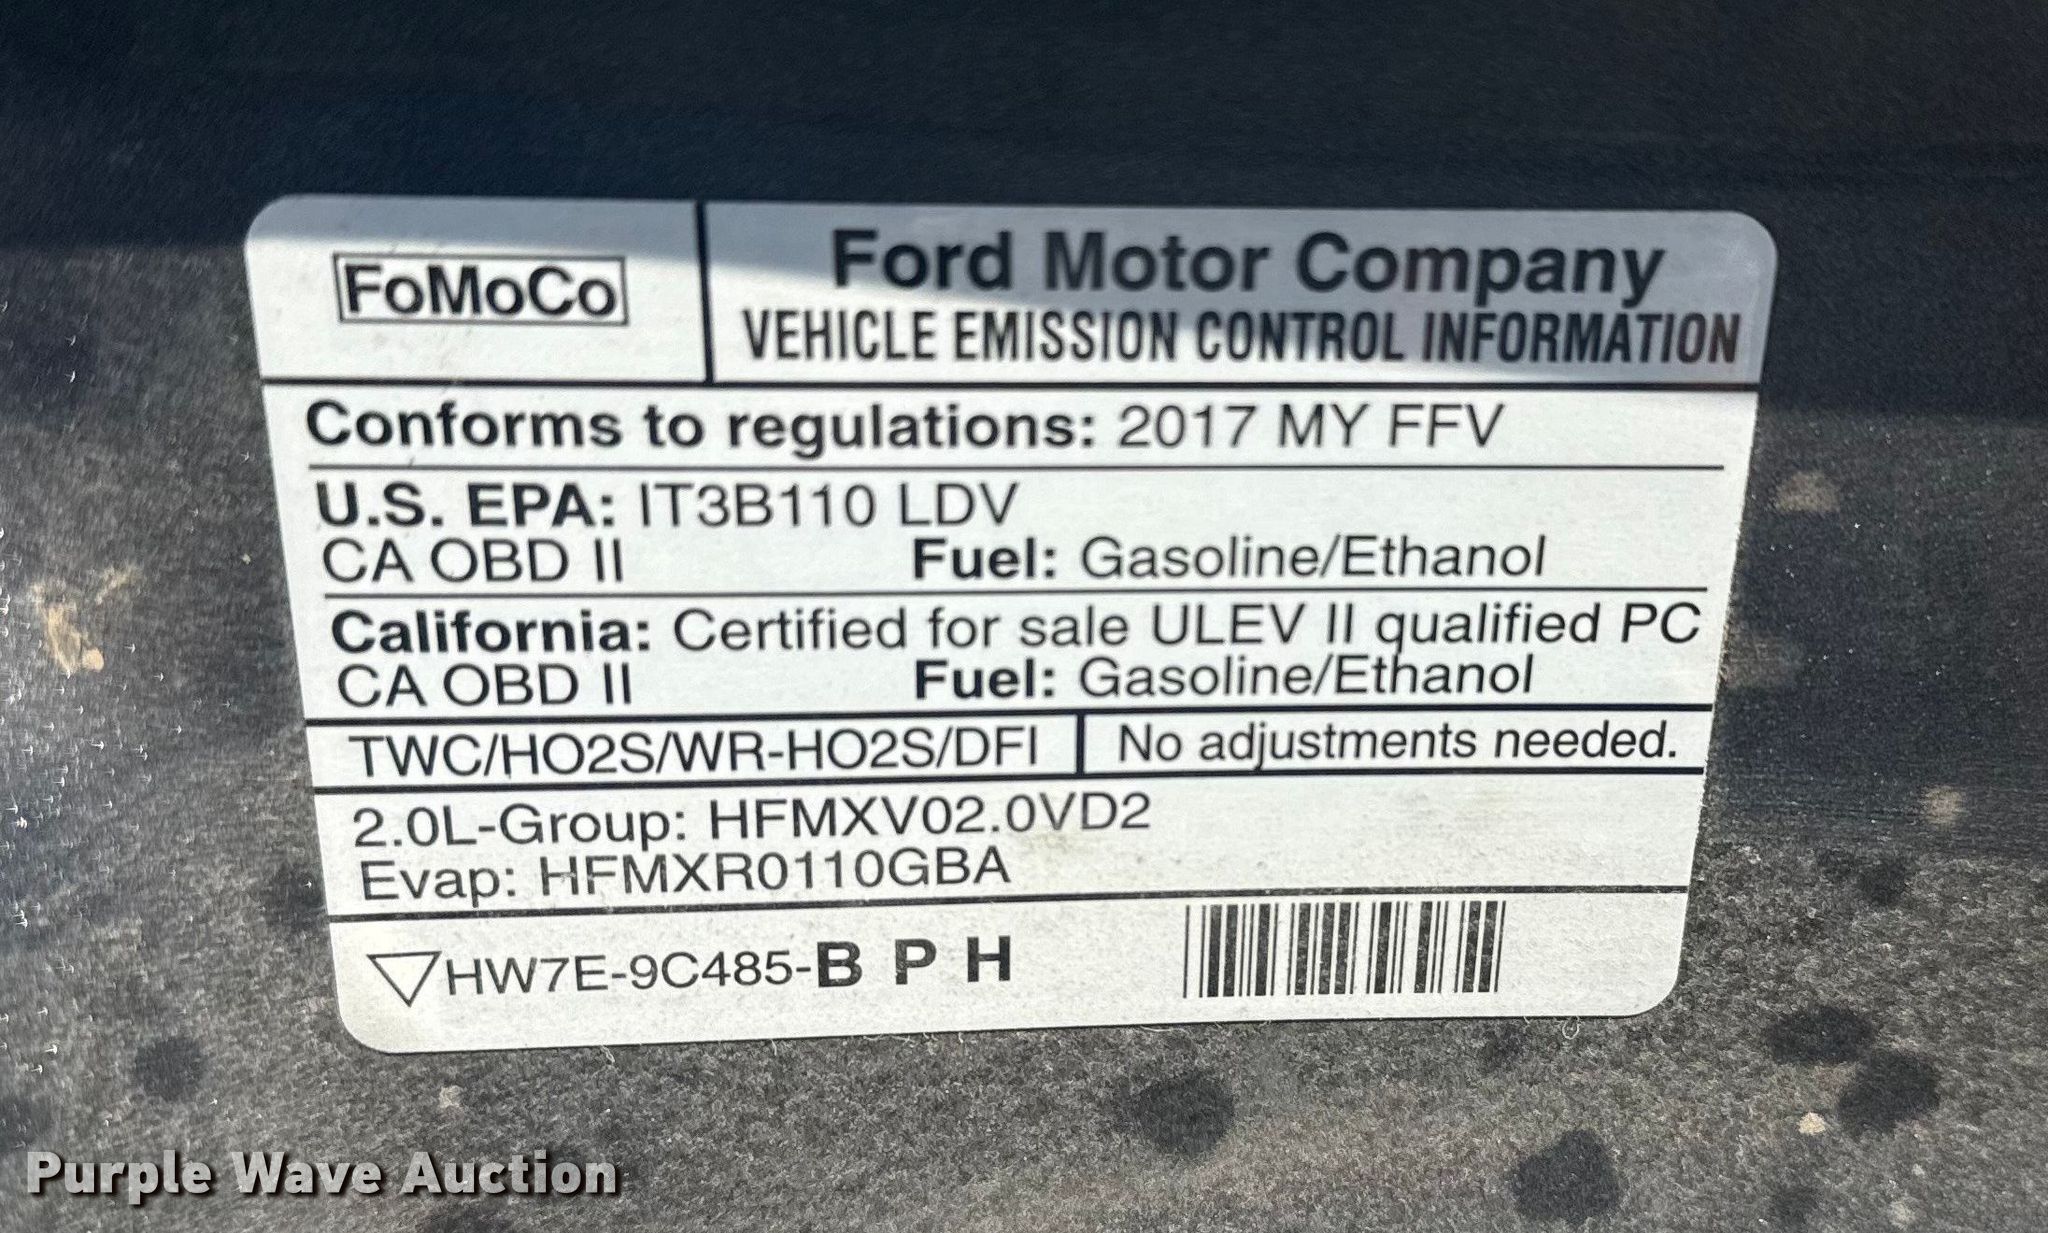 FoMoCo
Ford Motor Company
VEHICLE EMISSION CONTROL INFORMATION
Conforms to regulations: 2017 MY FFV
U.S. EPA: IT3B110 LDV
CA OBD II Fuel: Gasoline/Ethanol
California: Certified for sale ULEV II qualified PC
CA OBD II Fuel: Gasoline/Ethanol
TWC/HO2S/WR-HO2S/DFI No adjustments needed.
2.0L-Group: HFMXV02.0VD2
Evap: HFMXR0110GBA
HW7E-9C485-B P H
Purple Wave Auction